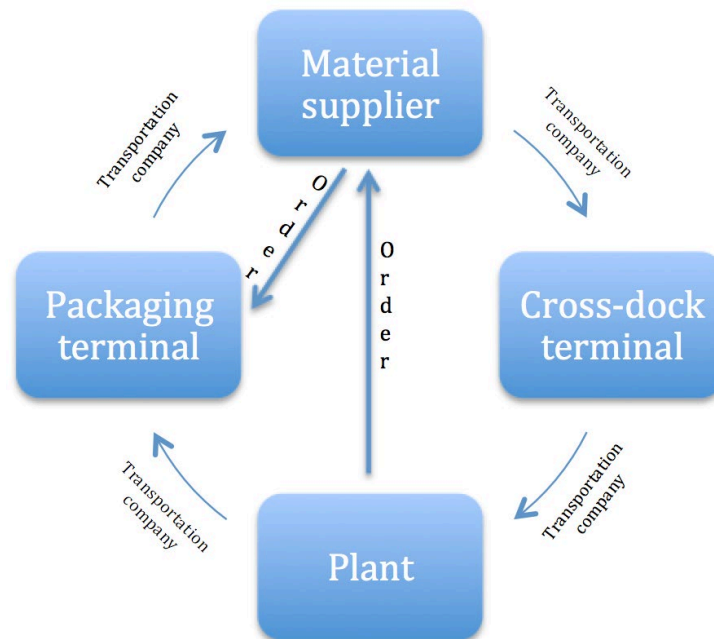 Material
supplier
Transportation
company
Transportation
company
Order
Order
Packaging
terminal
Cross-dock
terminal
Transportation
company
Transportation
company
Plant